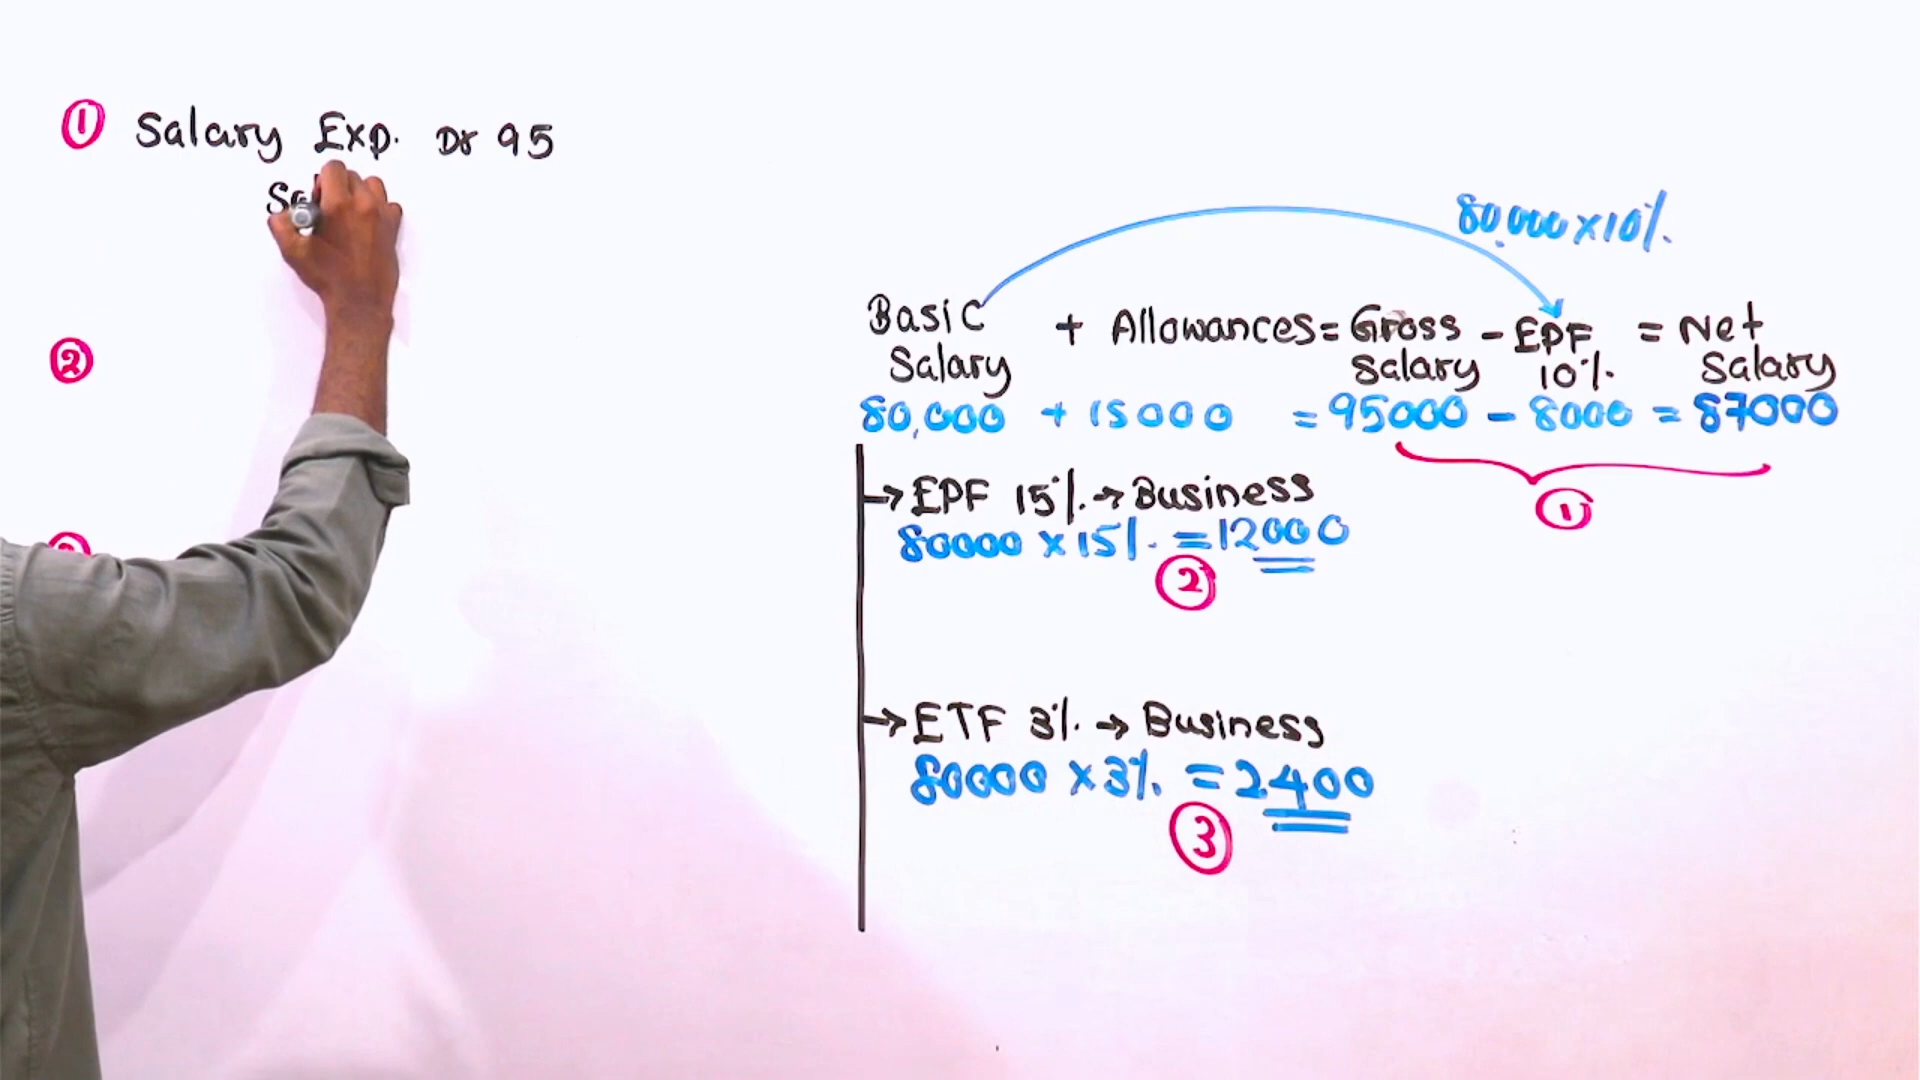 ① Salary Exp. Dr 95
②
80,000 x 10%.
Basic Salary + Allowances = Gross Salary - EPF 10%. = Net Salary
80,000 + 15000 = 95000 - 8000 = 87000
①
→ EPF 15%. → Business
80000 x 15%. = 12000
②
→ ETF 3%. → Business
80000 x 3%. = 2400
③